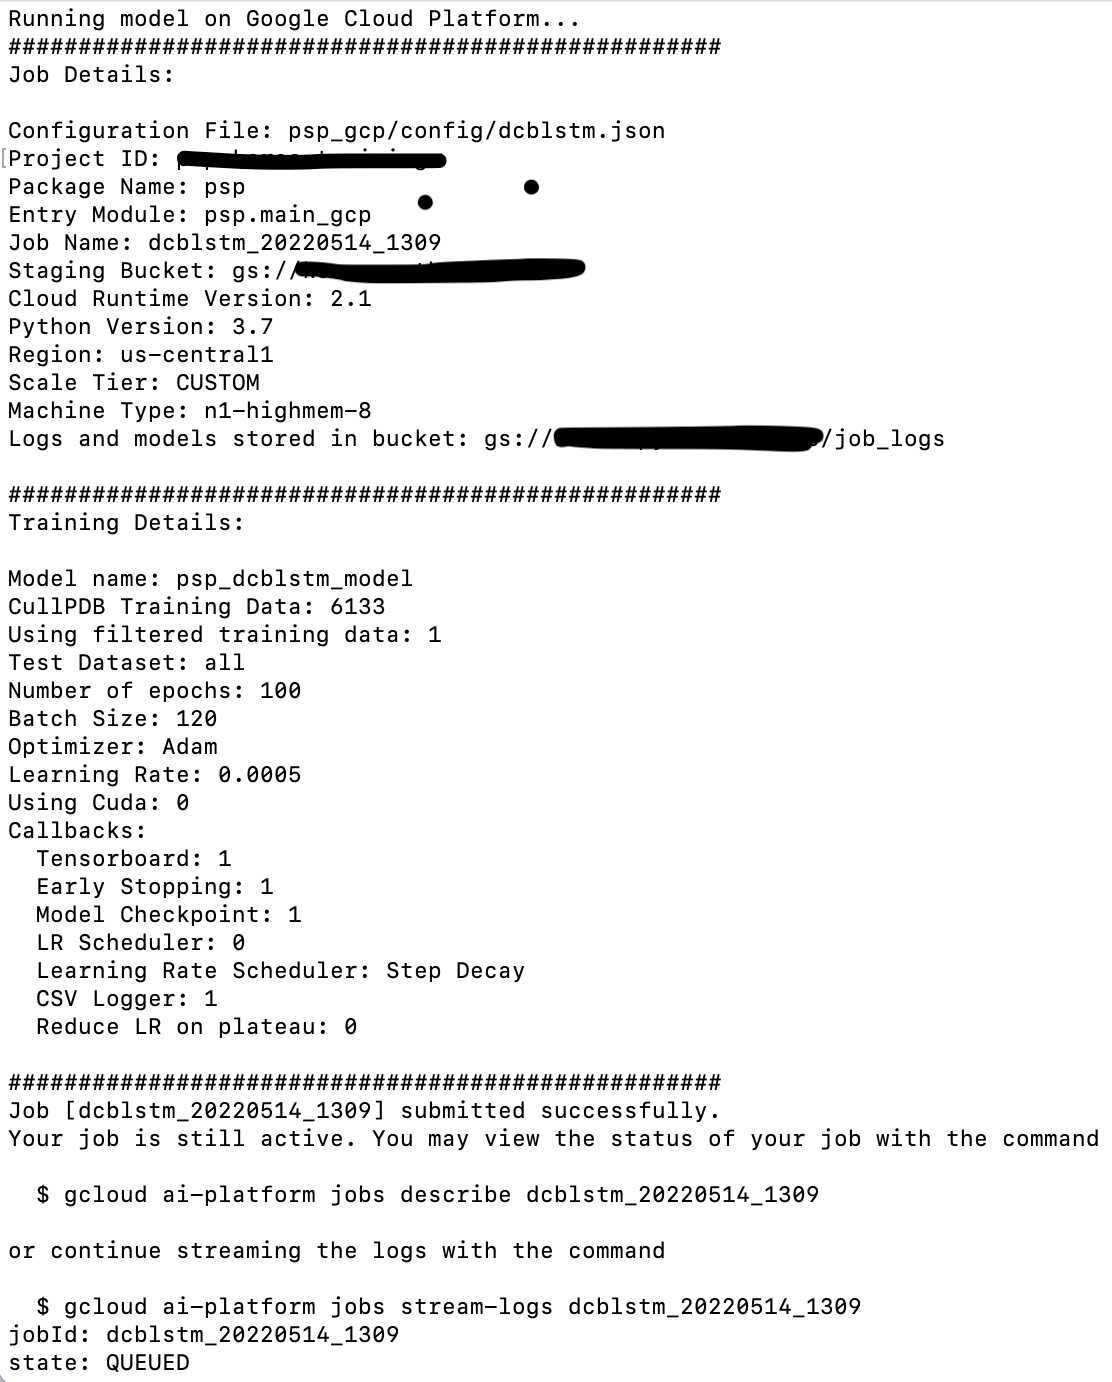 Running model on Google Cloud Platform...
###################################################
Job Details:
Configuration File: psp_gcp/config/dcblstm.json
Project ID:
Package Name: psp
Entry Module: psp.main_gcp
Job Name: dcblstm_20220514_1309
Staging Bucket: gs://
Cloud Runtime Version: 2.1
Python Version: 3.7
Region: us-central1
Scale Tier: CUSTOM
Machine Type: n1-highmem-8
Logs and models stored in bucket: gs:// /job_logs
###################################################
Training Details:
Model name: psp_dcblstm_model
CullPDB Training Data: 6133
Using filtered training data: 1
Test Dataset: all
Number of epochs: 100
Batch Size: 120
Optimizer: Adam
Learning Rate: 0.0005
Using Cuda: 0
Callbacks:
  Tensorboard: 1
  Early Stopping: 1
  Model Checkpoint: 1
  LR Scheduler: 0
  Learning Rate Scheduler: Step Decay
  CSV Logger: 1
  Reduce LR on plateau: 0
###################################################
Job [dcblstm_20220514_1309] submitted successfully.
Your job is still active. You may view the status of your job with the command
  $ gcloud ai-platform jobs describe dcblstm_20220514_1309
or continue streaming the logs with the command
  $ gcloud ai-platform jobs stream-logs dcblstm_20220514_1309
jobId: dcblstm_20220514_1309
state: QUEUED